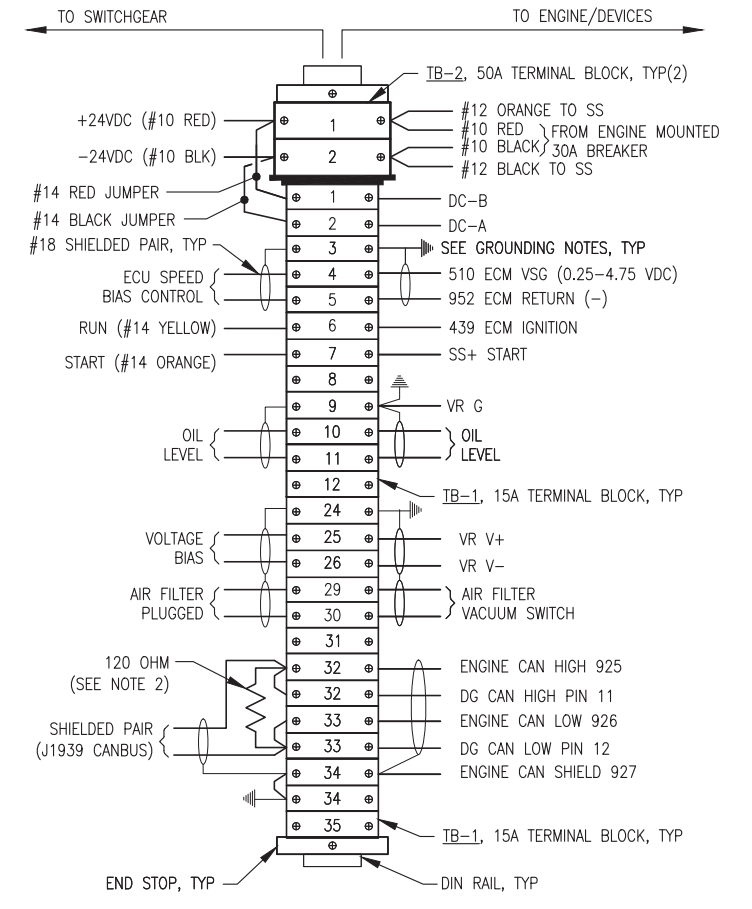 TO SWITCHGEAR
TO ENGINE/DEVICES
TB-2, 50A TERMINAL BLOCK, TYP(2)
+24VDC (#10 RED)
1
#12 ORANGE TO SS
#10 RED
FROM ENGINE MOUNTED
-24VDC (#10 BLK)
2
#10 BLACK
30A BREAKER
#12 BLACK TO SS
#14 RED JUMPER
1
DC-B
#14 BLACK JUMPER
2
DC-A
#18 SHIELDED PAIR, TYP
3
SEE GROUNDING NOTES, TYP
ECU SPEED
BIAS CONTROL
4
510 ECM VSG (0.25-4.75 VDC)
5
952 ECM RETURN (-)
RUN (#14 YELLOW)
6
439 ECM IGNITION
START (#14 ORANGE)
7
SS+ START
8
9
VR G
OIL
LEVEL
10
11
OIL
LEVEL
12
TB-1, 15A TERMINAL BLOCK, TYP
24
VOLTAGE
BIAS
25
VR V+
26
VR V-
AIR FILTER
PLUGGED
29
30
AIR FILTER
VACUUM SWITCH
31
120 OHM
(SEE NOTE 2)
32
ENGINE CAN HIGH 925
32
DG CAN HIGH PIN 11
SHIELDED PAIR
(J1939 CANBUS)
33
ENGINE CAN LOW 926
33
DG CAN LOW PIN 12
34
ENGINE CAN SHIELD 927
34
35
TB-1, 15A TERMINAL BLOCK, TYP
END STOP, TYP
DIN RAIL, TYP